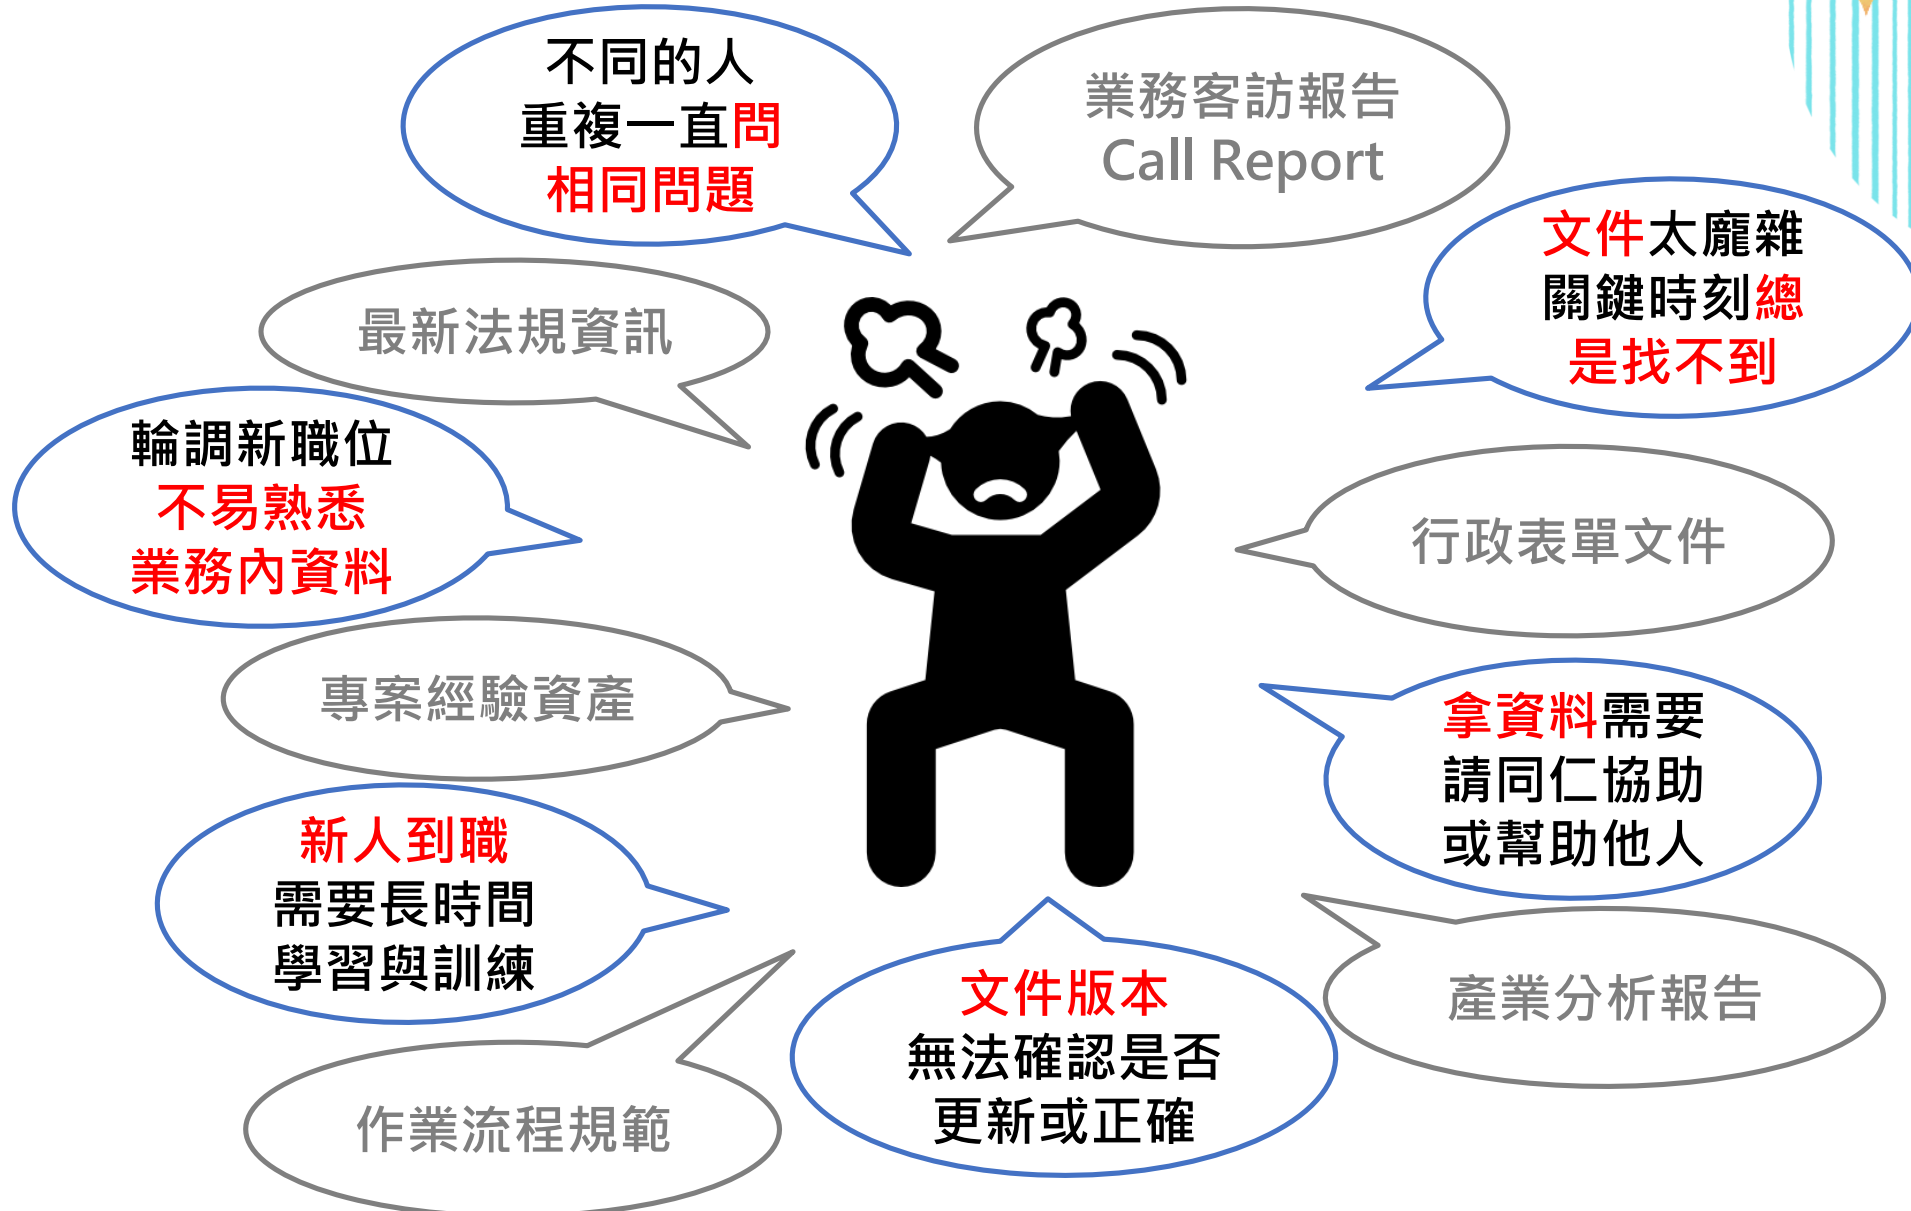 不同的人
重複一直問
相同問題
業務客訪報告
Call Report
文件太龐雜
關鍵時刻總
是找不到
最新法規資訊
輪調新職位
不易熟悉
業務內資料
行政表單文件
專案經驗資產
拿資料需要
請同仁協助
或幫助他人
新人到職
需要長時間
學習與訓練
文件版本
無法確認是否
更新或正確
產業分析報告
作業流程規範